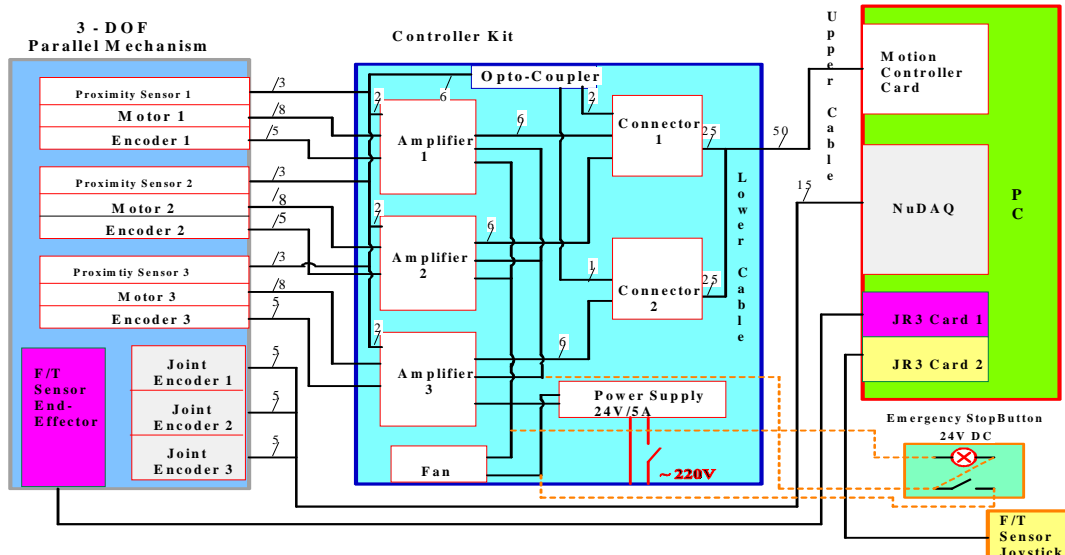 3 - DOF
Parallel Mechanism
Proximity Sensor 1
Motor 1
Encoder 1
Proximity Sensor 2
Motor 2
Encoder 2
Proximtiy Sensor 3
Motor 3
Encoder 3
F/T
Sensor
End-
Effector
Joint
Encoder 1
Joint
Encoder 2
Joint
Encoder 3
/3
/8
/5
/3
/8
/5
/3
/8
5
5
5
5
Controller Kit
Opto-Coupler
2
6
2
Amplifier
1
6
Connector
1
25
2
Amplifier
2
6
1
Connector
2
25
2
Amplifier
3
6
Power Supply
24V/5A
Fan
~ 220V
Lower Cable
50
15
Upper Cable
Motion
Controller
Card
NuDAQ
PC
JR3 Card 1
JR3 Card 2
Emergency StopButton
24V DC
F/T
Sensor
Joystick